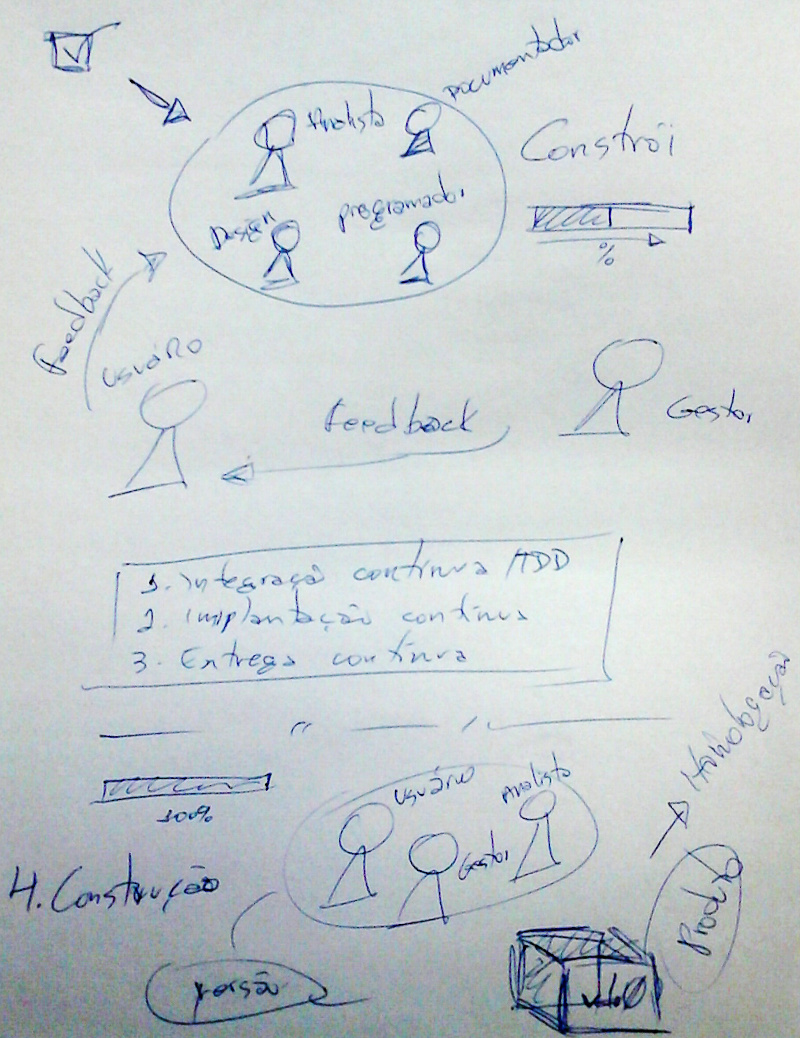 Analista
Documentador
Constrói
Design
programador
%
Feedback
usuário
Feedback
Gestor
1. Integração contínua
2. Implantação contínua
3. Entrega contínua
100%
usuário
Analista
Gestor
Homologação
4. Construção
Produto
versão
v1.0